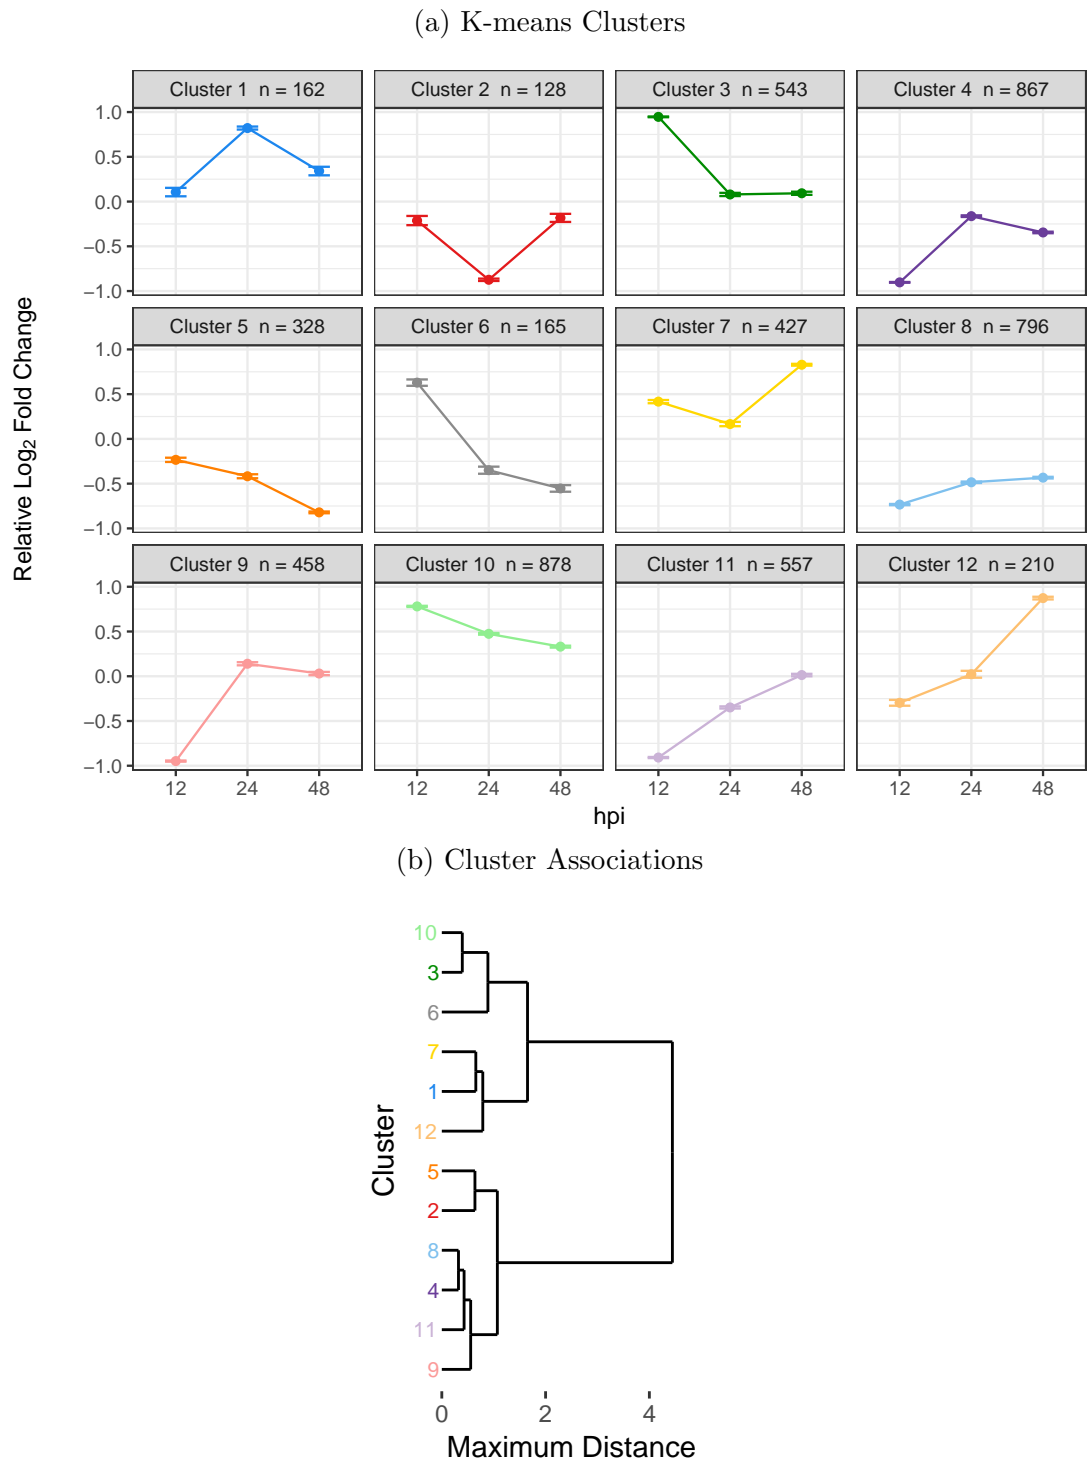 (a) K-means Clusters
Cluster 1 n = 162
Cluster 2 n = 128
Cluster 3 n = 543
Cluster 4 n = 867
1.0
0.5
0.0
−0.5
−1.0
Cluster 5 n = 328
Cluster 6 n = 165
Cluster 7 n = 427
Cluster 8 n = 796
1.0
0.5
0.0
−0.5
−1.0
Relative Log₂ Fold Change
Cluster 9 n = 458
Cluster 10 n = 878
Cluster 11 n = 557
Cluster 12 n = 210
1.0
0.5
0.0
−0.5
−1.0
12 24 48
12 24 48
12 24 48
12 24 48
hpi
(b) Cluster Associations
10
3
6
7
1
12
5
2
8
4
11
9
Cluster
0 2 4
Maximum Distance